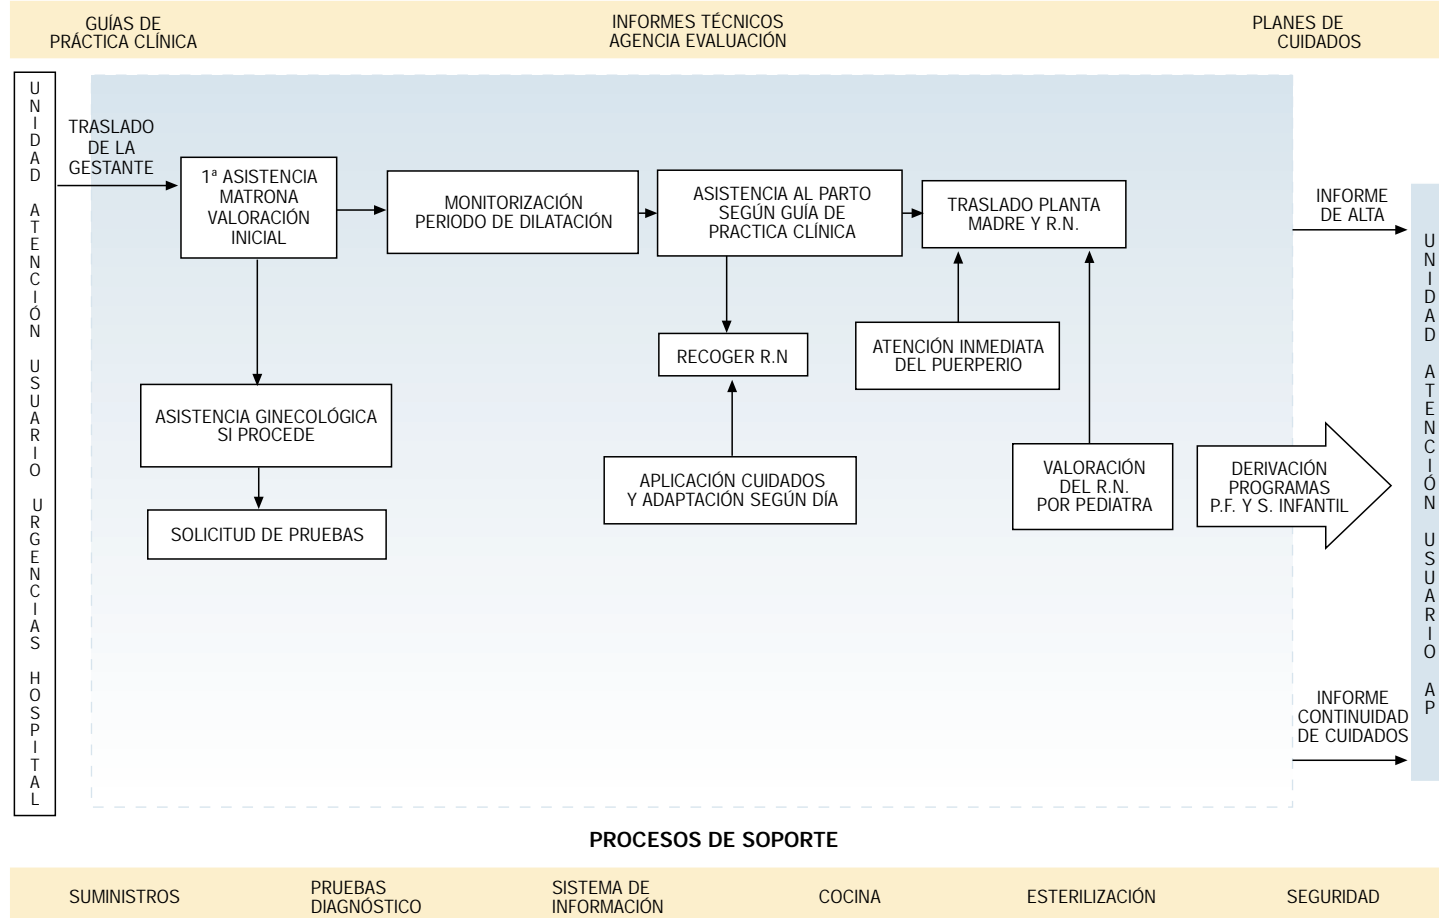 GUÍAS DE
PRÁCTICA CLÍNICA
INFORMES TÉCNICOS
AGENCIA EVALUACIÓN
PLANES DE
CUIDADOS
UNIDAD ATENCIÓN USUARIO URGENCIAS HOSPITAL
TRASLADO
DE LA
GESTANTE
1ª ASISTENCIA
MATRONA
VALORACIÓN
INICIAL
MONITORIZACIÓN
PERIODO DE DILATACIÓN
ASISTENCIA AL PARTO
SEGÚN GUÍA DE
PRACTICA CLÍNICA
TRASLADO PLANTA
MADRE Y R.N.
INFORME
DE ALTA
UNIDAD ATENCIÓN USUARIO AP
RECOGER R.N
ATENCIÓN INMEDIATA
DEL PUERPERIO
ASISTENCIA GINECOLÓGICA
SI PROCEDE
APLICACIÓN CUIDADOS
Y ADAPTACIÓN SEGÚN DÍA
VALORACIÓN
DEL R.N.
POR PEDIATRA
DERIVACIÓN
PROGRAMAS
P.F. Y S. INFANTIL
SOLICITUD DE PRUEBAS
INFORME
CONTINUIDAD
DE CUIDADOS
PROCESOS DE SOPORTE
SUMINISTROS
PRUEBAS
DIAGNÓSTICO
SISTEMA DE
INFORMACIÓN
COCINA
ESTERILIZACIÓN
SEGURIDAD